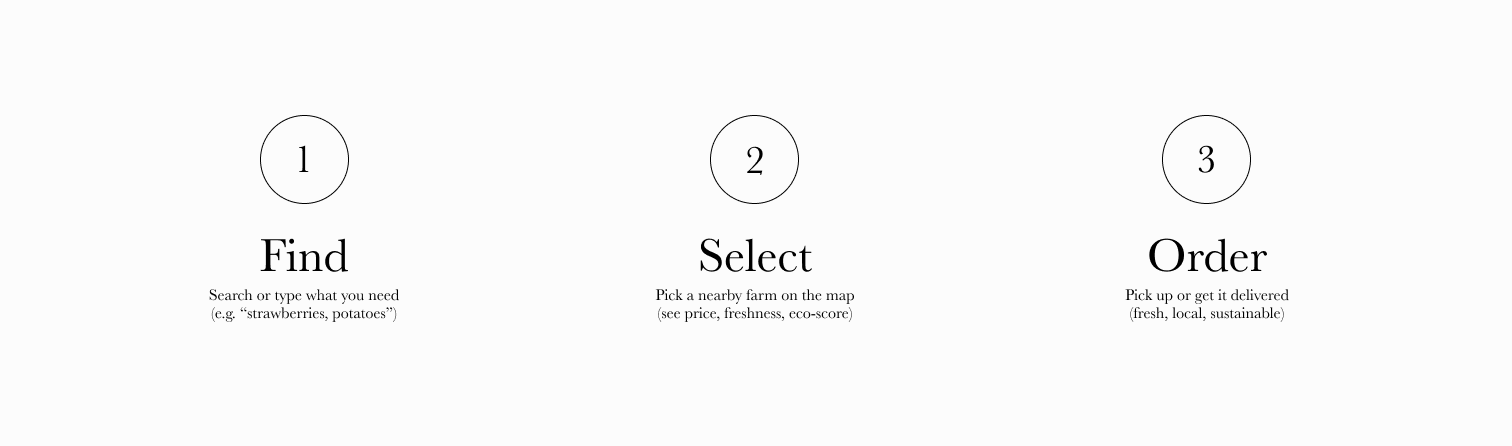 1
Find
Search or type what you need
(e.g. “strawberries, potatoes”)
2
Select
Pick a nearby farm on the map
(see price, freshness, eco-score)
3
Order
Pick up or get it delivered
(fresh, local, sustainable)